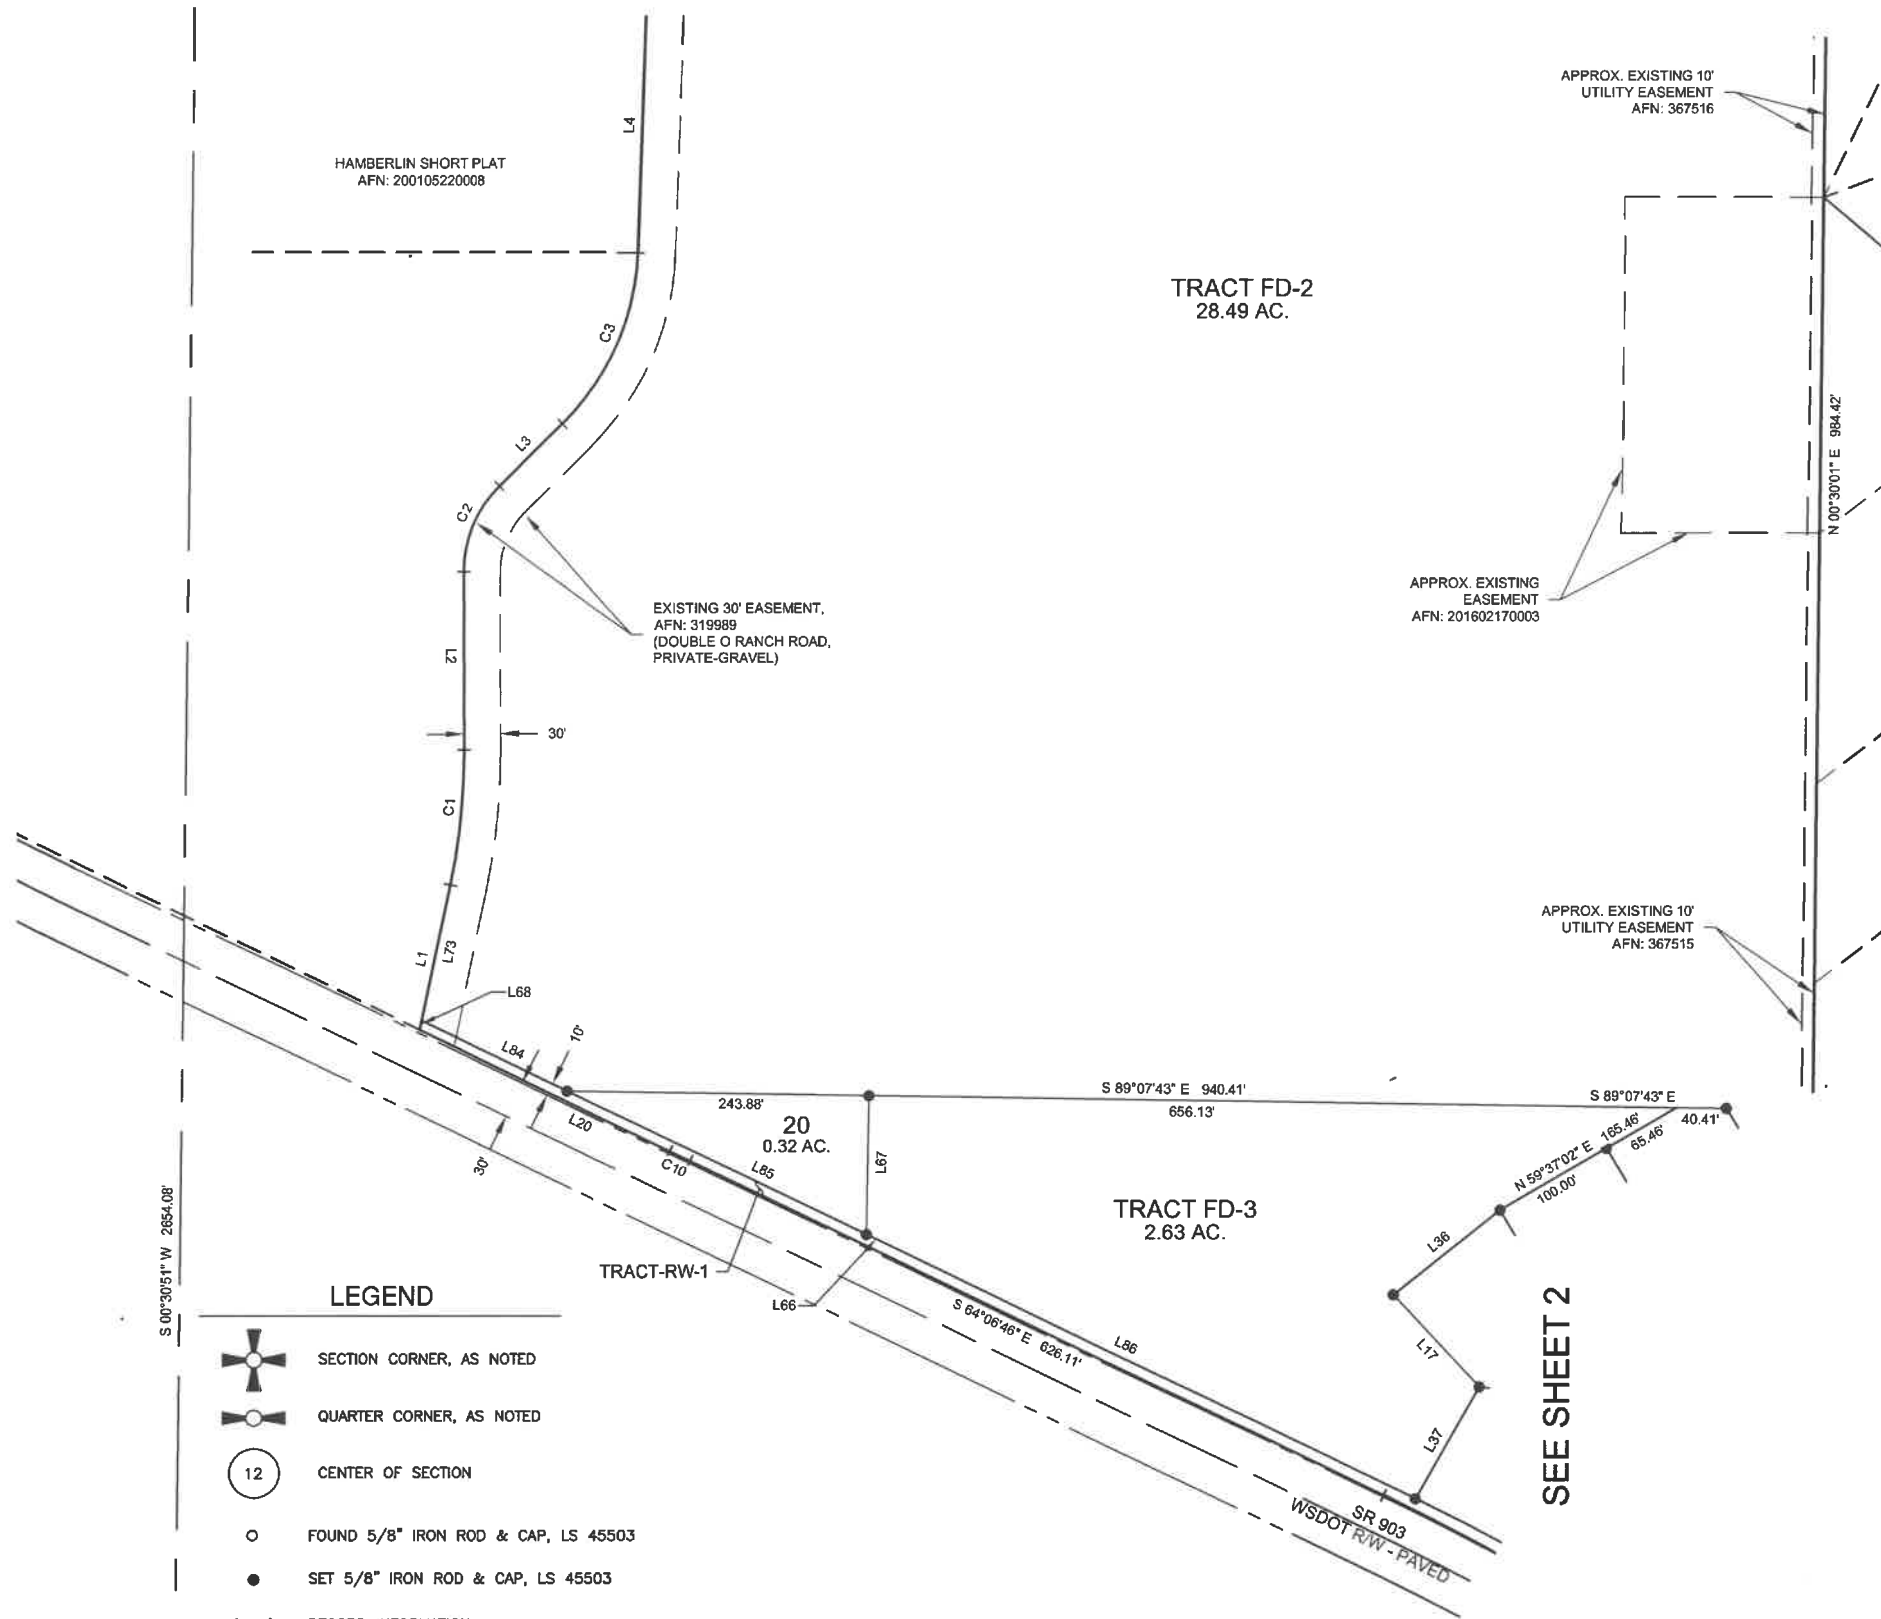 APPROX. EXISTING 10'
UTILITY EASEMENT
AFN: 367516
L4
HAMBERLIN SHORT PLAT
AFN: 200105220008
TRACT FD-2
28.49 AC.
C3
L3
C2
N 00°30'01" E 984.42'
APPROX. EXISTING
EASEMENT
AFN: 201602170003
EXISTING 30' EASEMENT,
AFN: 319989
(DOUBLE O RANCH ROAD,
PRIVATE-GRAVEL)
L2
30'
C1
APPROX. EXISTING 10'
UTILITY EASEMENT
AFN: 367515
L1
L73
L68
L84
10'
S 89°07'43" E 940.41'
S 89°07'43" E
243.88'
656.13'
40.41'
L20
20
0.32 AC.
N 59°37'02" E 165.46'
65.46'
100.00'
C10
L85
L67
30'
TRACT FD-3
2.63 AC.
L36
TRACT-RW-1
L66
S 64°06'46" E 626.11'
L86
L17
L37
SEE SHEET 2
S 00°30'51" W 2654.08'
LEGEND
SECTION CORNER, AS NOTED
QUARTER CORNER, AS NOTED
12
CENTER OF SECTION
FOUND 5/8" IRON ROD & CAP, LS 45503
SET 5/8" IRON ROD & CAP, LS 45503
SR 903
WSDOT R/W - PAVED